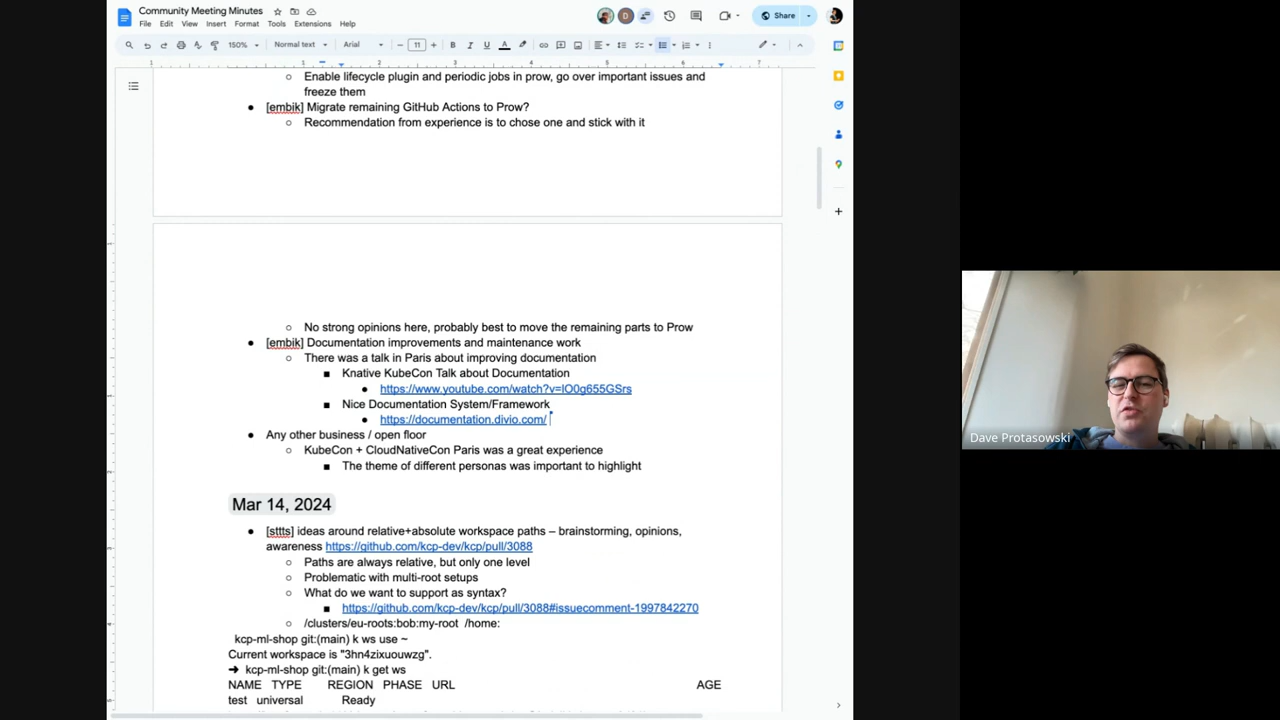 Community Meeting Minutes
File Edit View Insert Format Tools Extensions Help
D
Share
150% Normal text Arial 11 B I U A
1 1 2 3 4 5 6 7
Enable lifecycle plugin and periodic jobs in prow, go over important issues and
freeze them
[embik] Migrate remaining GitHub Actions to Prow?
Recommendation from experience is to chose one and stick with it
No strong opinions here, probably best to move the remaining parts to Prow
[embik] Documentation improvements and maintenance work
There was a talk in Paris about improving documentation
Knative KubeCon Talk about Documentation
https://www.youtube.com/watch?v=IO0g655GSrs
Nice Documentation System/Framework
https://documentation.divio.com/
Any other business / open floor
KubeCon + CloudNativeCon Paris was a great experience
The theme of different personas was important to highlight
Mar 14, 2024
[sttts] ideas around relative+absolute workspace paths – brainstorming, opinions,
awareness https://github.com/kcp-dev/kcp/pull/3088
Paths are always relative, but only one level
Problematic with multi-root setups
What do we want to support as syntax?
https://github.com/kcp-dev/kcp/pull/3088#issuecomment-1997842270
/clusters/eu-roots:bob:my-root /home:
kcp-ml-shop git:(main) k ws use ~
Current workspace is "3hn4zixuouwzg".
➜ kcp-ml-shop git:(main) k get ws
NAME TYPE REGION PHASE URL AGE
test universal Ready
Dave Protasowski